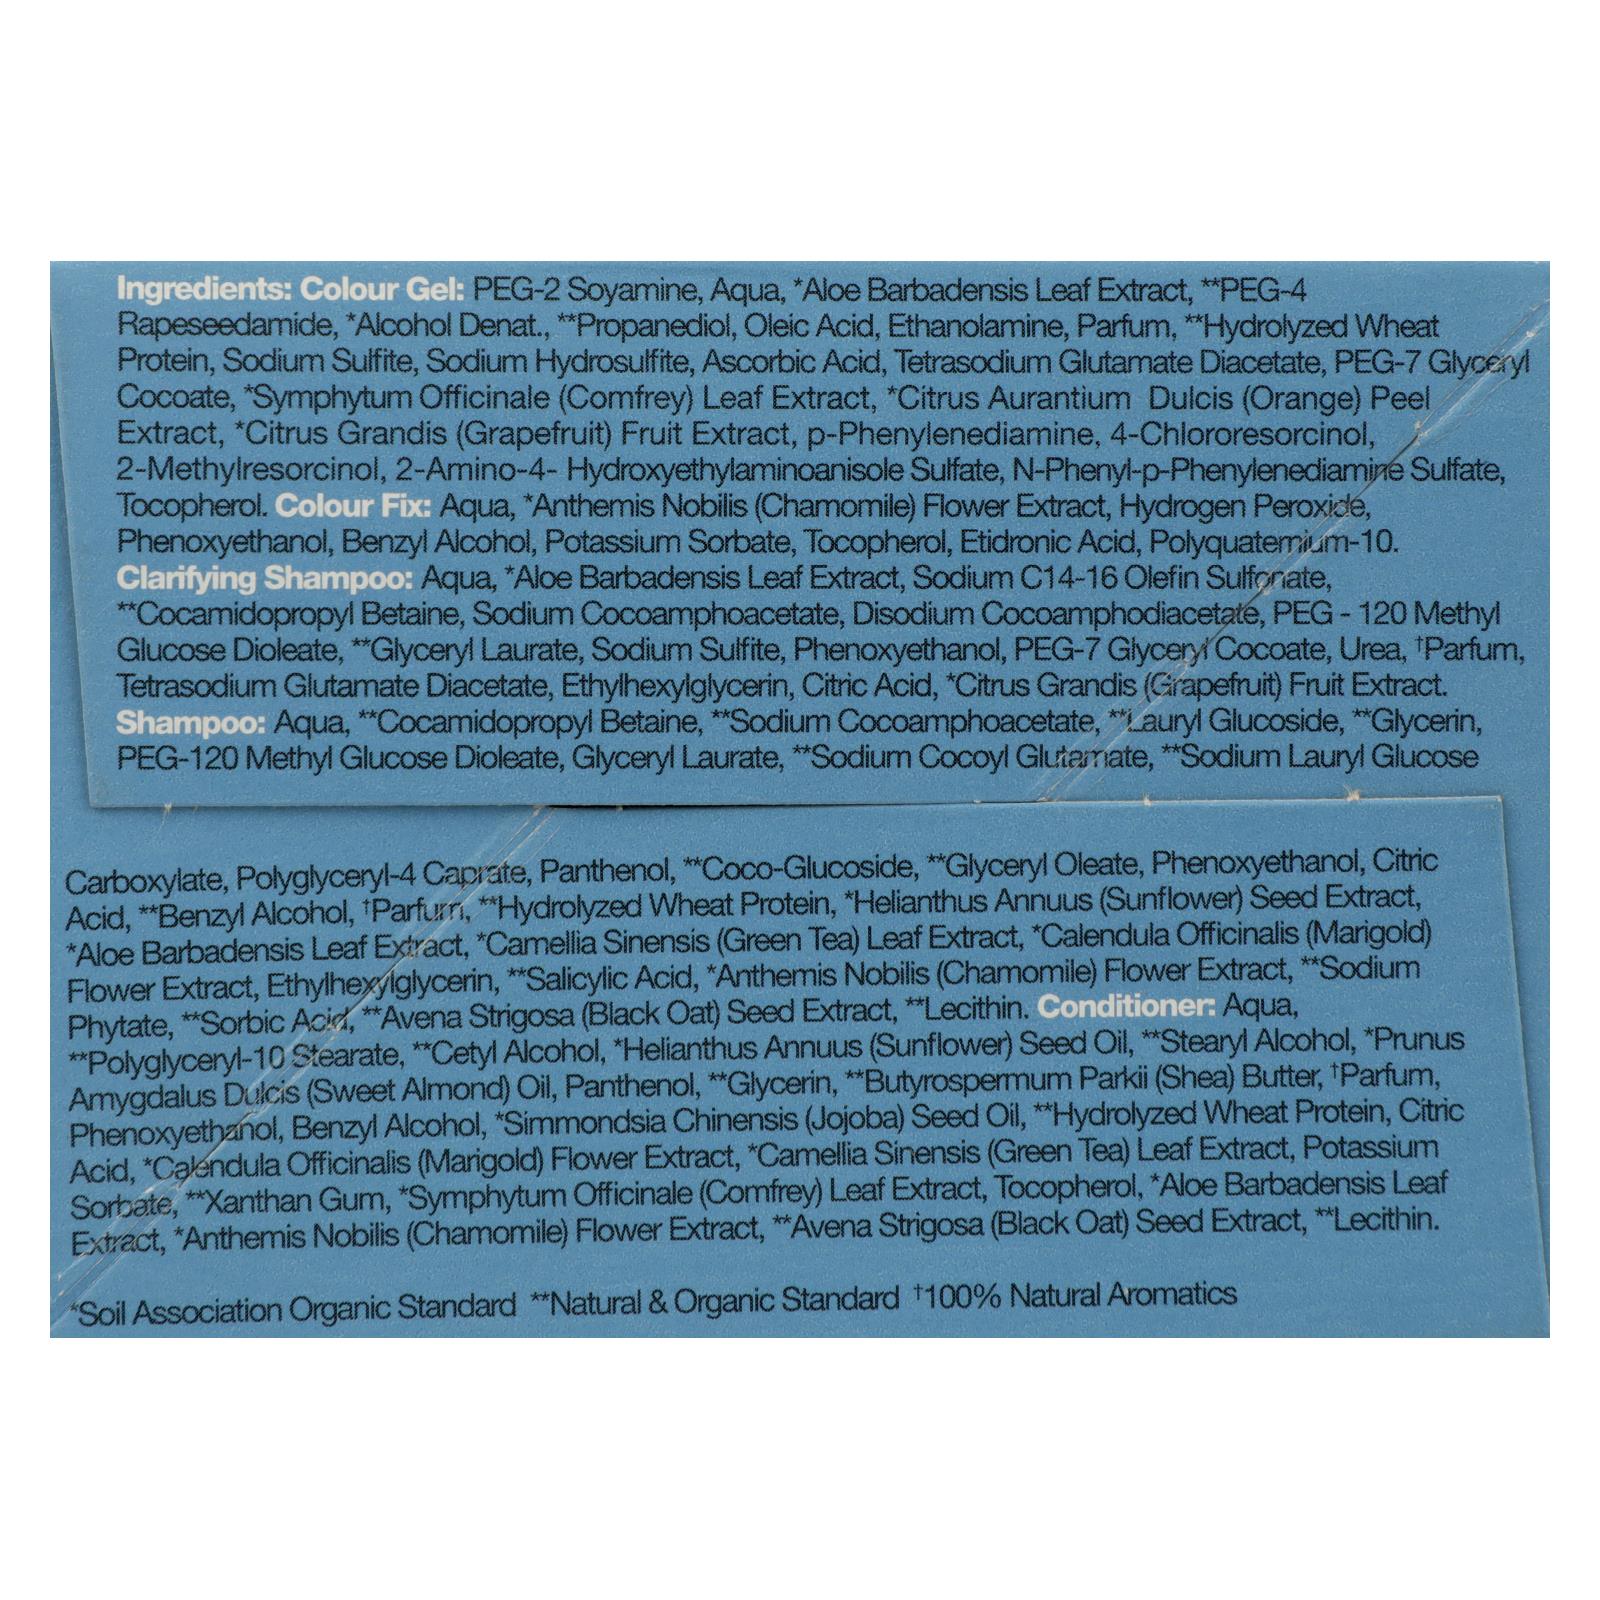 Ingredients: Colour Gel: PEG-2 Soyamine, Aqua, *Aloe Barbadensis Leaf Extract, **PEG-4
Rapeseedamide, *Alcohol Denat., **Propanediol, Oleic Acid, Ethanolamine, Parfum, **Hydrolyzed Wheat
Protein, Sodium Sulfite, Sodium Hydrosulfite, Ascorbic Acid, Tetrasodium Glutamate Diacetate, PEG-7 Glyceryl
Cocoate, *Symphytum Officinale (Comfrey) Leaf Extract, *Citrus Aurantium Dulcis (Orange) Peel
Extract, *Citrus Grandis (Grapefruit) Fruit Extract, p-Phenylenediamine, 4-Chlororesorcinol,
2-Methylresorcinol, 2-Amino-4- Hydroxyethylaminoanisole Sulfate, N-Phenyl-p-Phenylenediamine Sulfate,
Tocopherol. Colour Fix: Aqua, *Anthemis Nobilis (Chamomile) Flower Extract, Hydrogen Peroxide,
Phenoxyethanol, Benzyl Alcohol, Potassium Sorbate, Tocopherol, Etidronic Acid, Polyquaternium-10.
Clarifying Shampoo: Aqua, *Aloe Barbadensis Leaf Extract, Sodium C14-16 Olefin Sulfonate,
**Cocamidopropyl Betaine, Sodium Cocoamphoacetate, Disodium Cocoamphodiacetate, PEG - 120 Methyl
Glucose Dioleate, **Glyceryl Laurate, Sodium Sulfite, Phenoxyethanol, PEG-7 Glyceryl Cocoate, Urea, †Parfum,
Tetrasodium Glutamate Diacetate, Ethylhexylglycerin, Citric Acid, *Citrus Grandis (Grapefruit) Fruit Extract.
Shampoo: Aqua, **Cocamidopropyl Betaine, **Sodium Cocoamphoacetate, **Lauryl Glucoside, **Glycerin,
PEG-120 Methyl Glucose Dioleate, Glyceryl Laurate, **Sodium Cocoyl Glutamate, **Sodium Lauryl Glucose
Carboxylate, Polyglyceryl-4 Caprate, Panthenol, **Coco-Glucoside, **Glyceryl Oleate, Phenoxyethanol, Citric
Acid, **Benzyl Alcohol, †Parfum, **Hydrolyzed Wheat Protein, *Helianthus Annuus (Sunflower) Seed Extract,
*Aloe Barbadensis Leaf Extract, *Camellia Sinensis (Green Tea) Leaf Extract, *Calendula Officinalis (Marigold)
Flower Extract, Ethylhexylglycerin, **Salicylic Acid, *Anthemis Nobilis (Chamomile) Flower Extract, **Sodium
Phytate, **Sorbic Acid, **Avena Strigosa (Black Oat) Seed Extract, **Lecithin. Conditioner: Aqua,
**Polyglyceryl-10 Stearate, **Cetyl Alcohol, *Helianthus Annuus (Sunflower) Seed Oil, **Stearyl Alcohol, *Prunus
Amygdalus Dulcis (Sweet Almond) Oil, Panthenol, **Glycerin, **Butyrospermum Parkii (Shea) Butter, †Parfum,
Phenoxyethanol, Benzyl Alcohol, *Simmondsia Chinensis (Jojoba) Seed Oil, **Hydrolyzed Wheat Protein, Citric
Acid, *Calendula Officinalis (Marigold) Flower Extract, *Camellia Sinensis (Green Tea) Leaf Extract, Potassium
Sorbate, **Xanthan Gum, *Symphytum Officinale (Comfrey) Leaf Extract, Tocopherol, *Aloe Barbadensis Leaf
Extract, *Anthemis Nobilis (Chamomile) Flower Extract, **Avena Strigosa (Black Oat) Seed Extract, **Lecithin.
*Soil Association Organic Standard **Natural & Organic Standard †100% Natural Aromatics